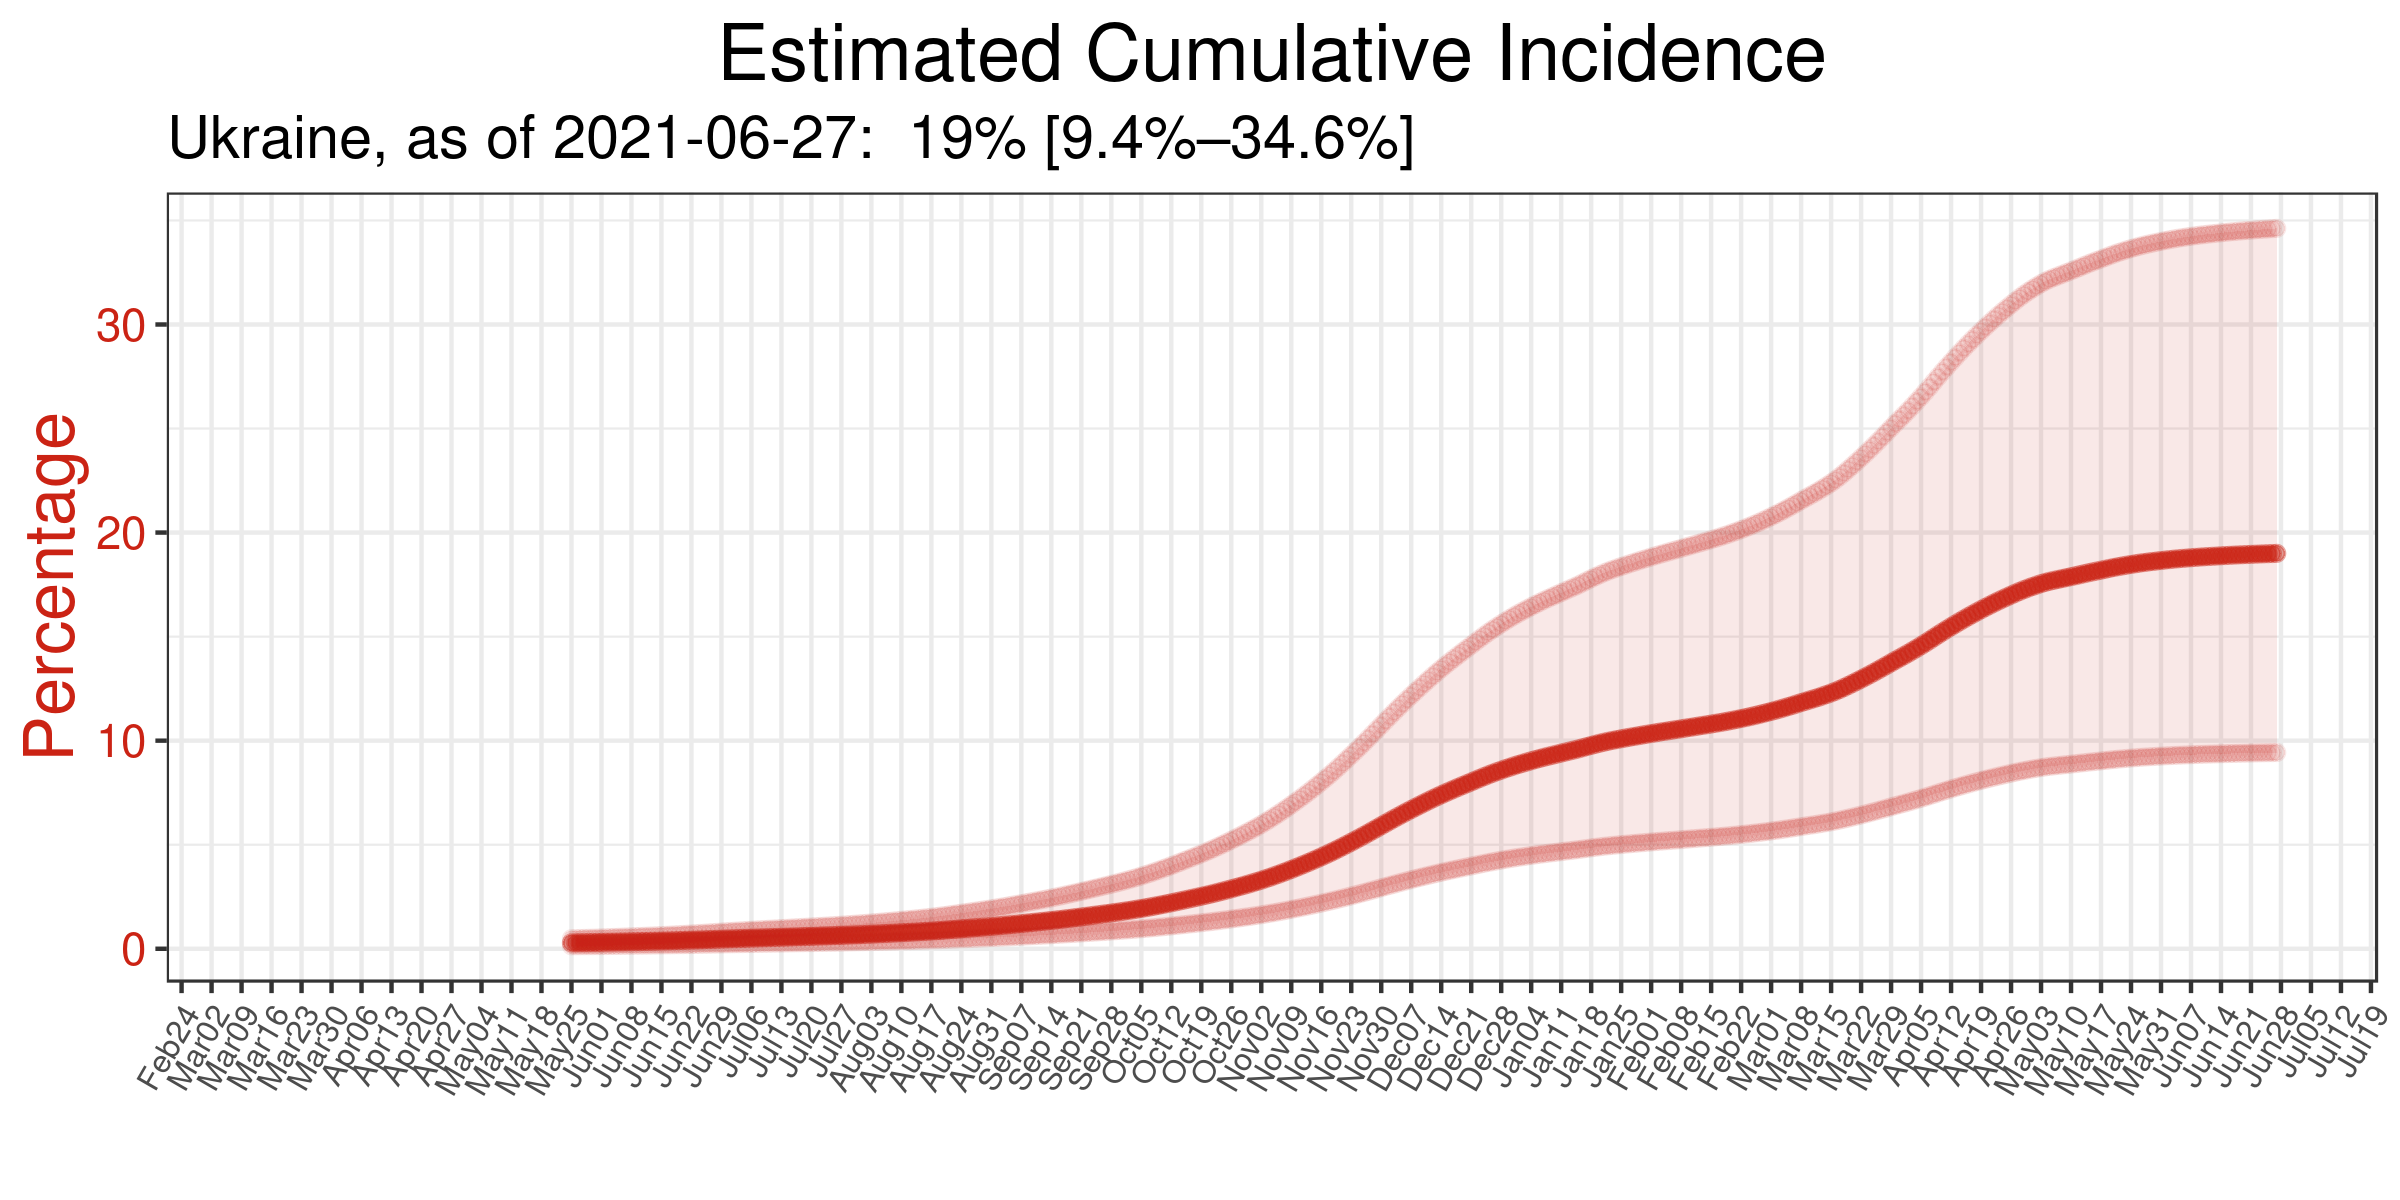 Estimated Cumulative Incidence
Ukraine, as of 2021-06-27:  19% [9.4%–34.6%]
Percentage
30
20
10
0
Feb24
Mar02
Mar09
Mar16
Mar23
Mar30
Apr06
Apr13
Apr20
Apr27
May04
May11
May18
May25
Jun01
Jun08
Jun15
Jun22
Jun29
Jul06
Jul13
Jul20
Jul27
Aug03
Aug10
Aug17
Aug24
Aug31
Sep07
Sep14
Sep21
Sep28
Oct05
Oct12
Oct19
Oct26
Nov02
Nov09
Nov16
Nov23
Nov30
Dec07
Dec14
Dec21
Dec28
Jan04
Jan11
Jan18
Jan25
Feb01
Feb08
Feb15
Feb22
Mar01
Mar08
Mar15
Mar22
Mar29
Apr05
Apr12
Apr19
Apr26
May03
May10
May17
May24
May31
Jun07
Jun14
Jun21
Jun28
Jul05
Jul12
Jul19